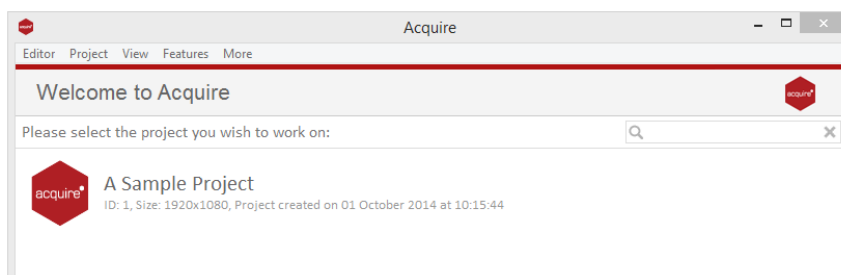 Acquire
Editor Project View Features More
Welcome to Acquire
acquire
Please select the project you wish to work on:
acquire
A Sample Project
ID: 1, Size: 1920x1080, Project created on 01 October 2014 at 10:15:44